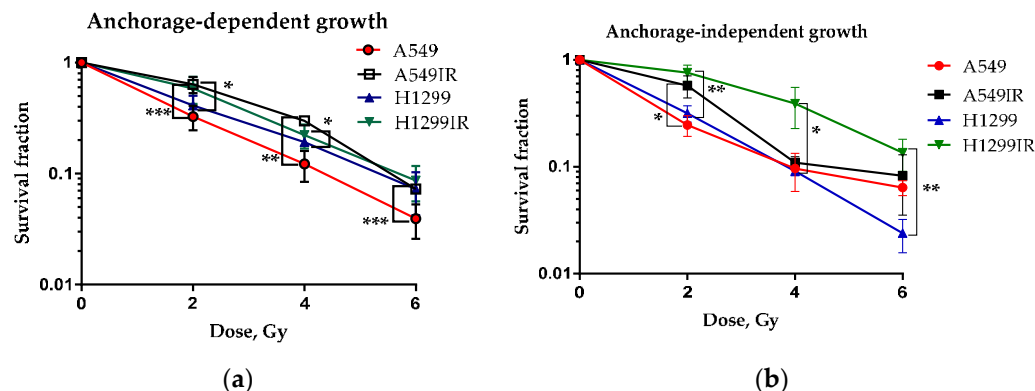 Anchorage-dependent growth
A549
A549IR
H1299
H1299IR
1
0.1
0.01
Survival fraction
*
***
*
**
***
0
2
4
6
Dose, Gy
(a)
Anchorage-independent growth
A549
A549IR
H1299
H1299IR
1
0.1
0.01
Survival fraction
**
*
*
**
0
2
4
6
Dose, Gy
(b)